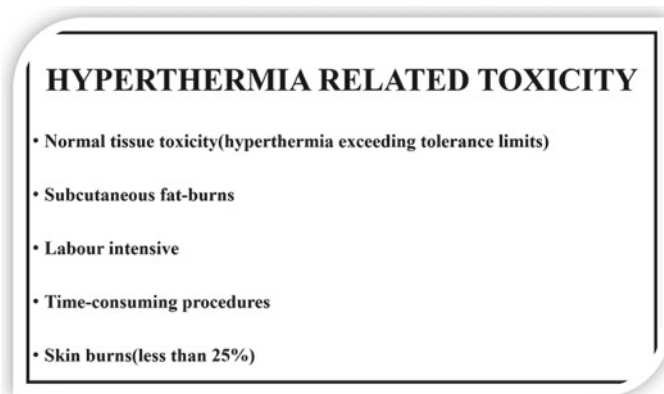 HYPERTHERMIA RELATED TOXICITY
• Normal tissue toxicity(hyperthermia exceeding tolerance limits)
• Subcutaneous fat-burns
• Labour intensive
• Time-consuming procedures
• Skin burns(less than 25%)